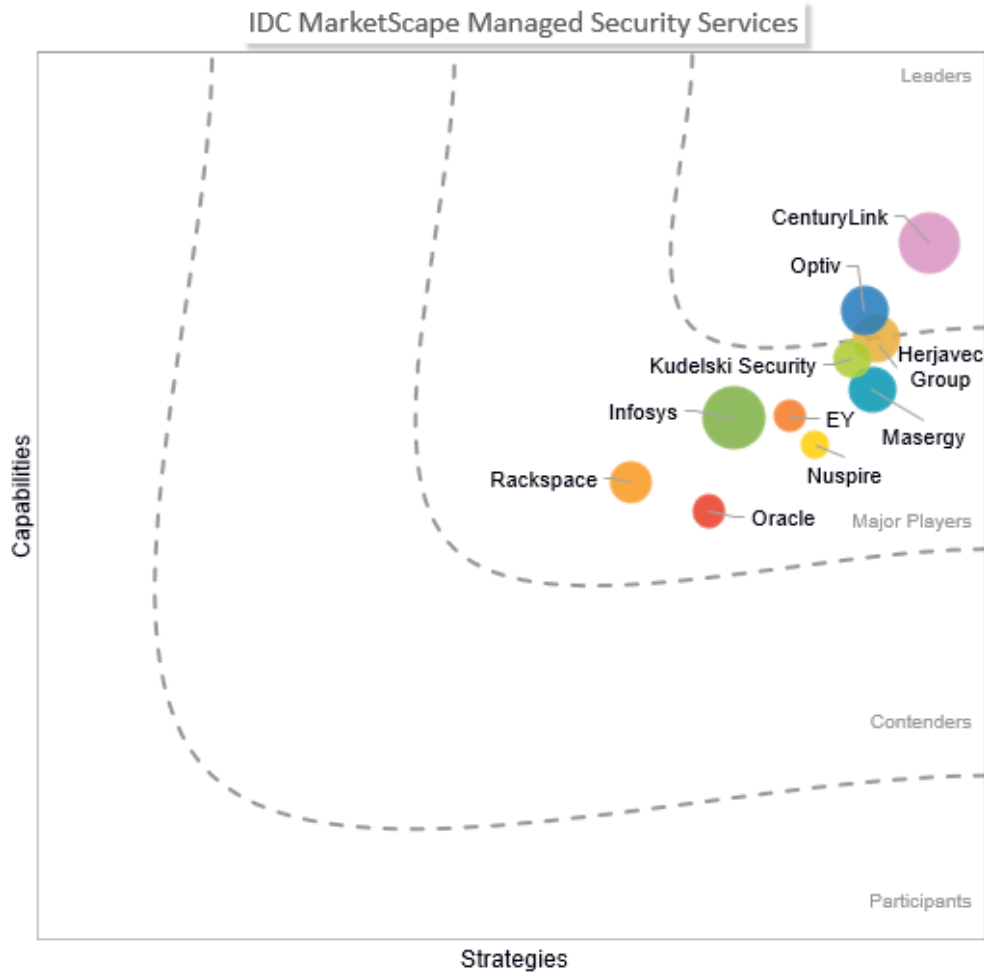 IDC MarketScape Managed Security Services
Leaders
CenturyLink
Optiv
Herjavec
Group
Kudelski Security
Infosys
EY
Masergy
Nuspire
Rackspace
Oracle
Major Players
Capabilities
Contenders
Participants
Strategies